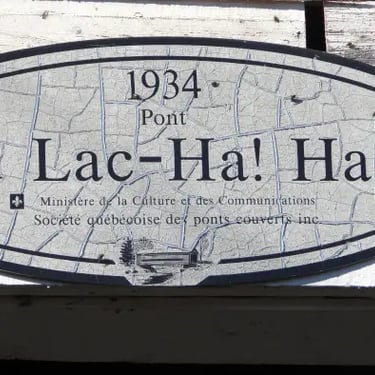 1934
Pont
Lac-Ha! Ha
Ministère de la Culture et des Communications
Société québécoise des ponts couverts inc.